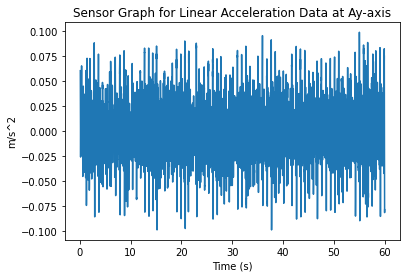 Sensor Graph for Linear Acceleration Data at Ay-axis
0.100
0.075
0.050
0.025
0.000
-0.025
-0.050
-0.075
-0.100
m/s^2
0 10 20 30 40 50 60
Time (s)